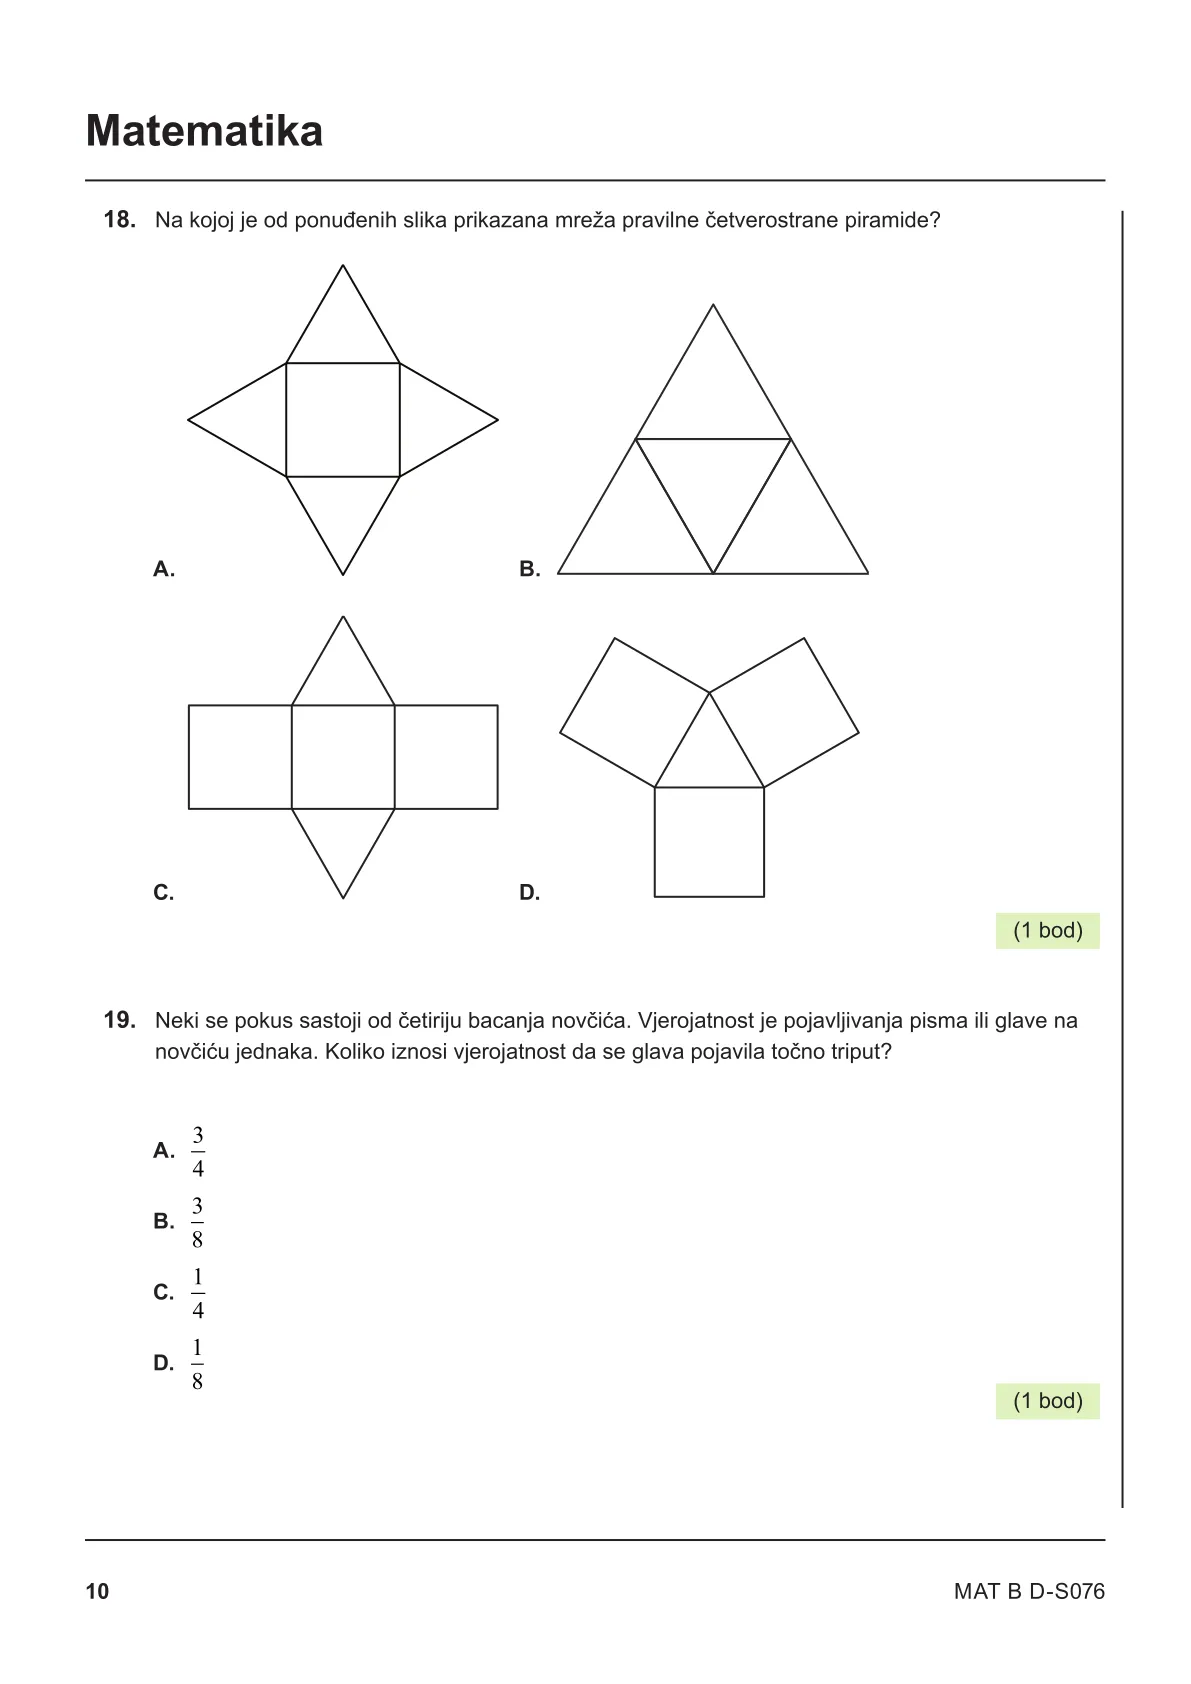 Matematika
18. Na kojoj je od ponuđenih slika prikazana mreža pravilne četverostrane piramide?
A.
B.
C.
D.
(1 bod)
19. Neki se pokus sastoji od četiriju bacanja novčića. Vjerojatnost je pojavljivanja pisma ili glave na
novčiću jednaka. Koliko iznosi vjerojatnost da se glava pojavila točno triput?
A. 3/4
B. 3/8
C. 1/4
D. 1/8
(1 bod)
10
MAT B D-S076